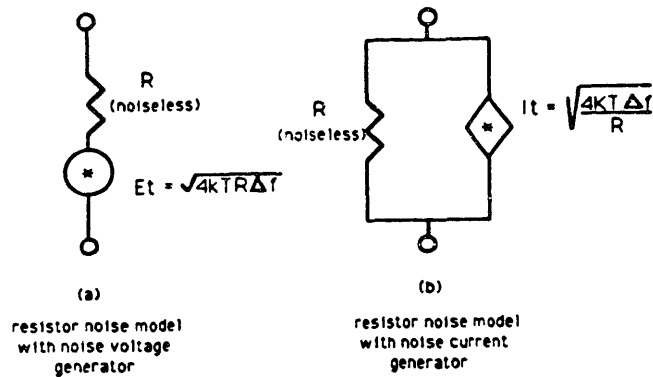 R
(noiseless)
*
Et = √4kTRΔf
(a)
resistor noise model
with noise voltage
generator
R
(noiseless)
*
It = √4KTΔf/R
(b)
resistor noise model
with noise current
generator